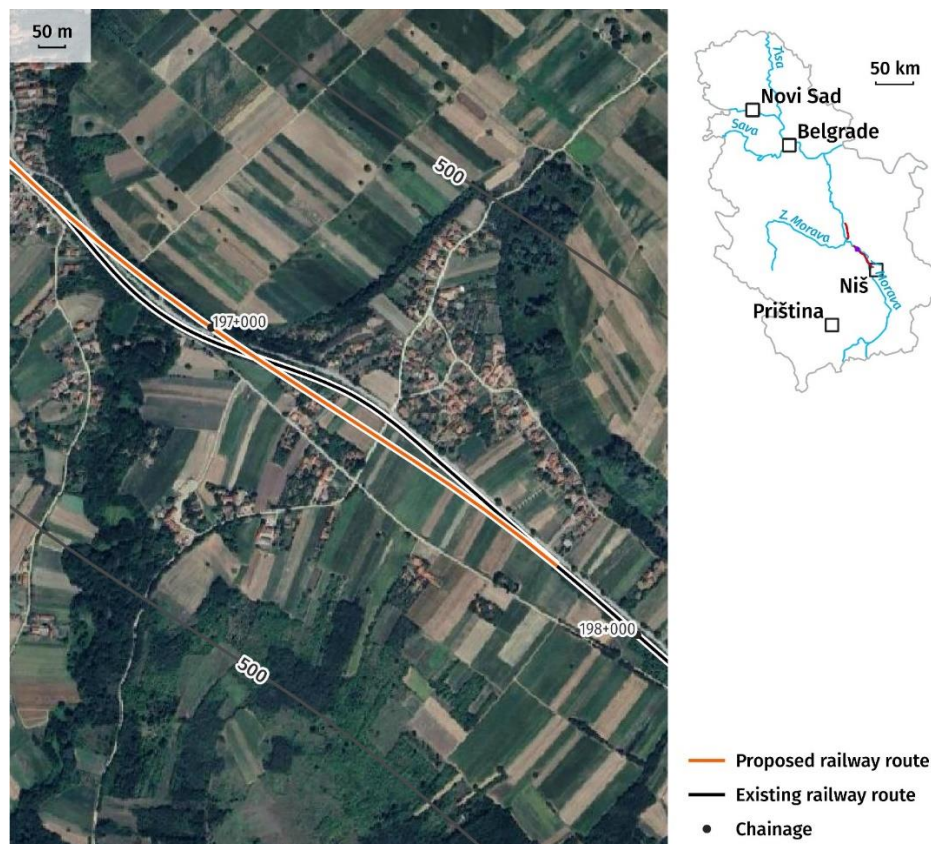 50 m
500
197+000
198+000
500
50 km
Tisa
Novi Sad
Belgrade
Sava
Z. Morava
Niš
Morava
Priština
Proposed railway route
Existing railway route
Chainage